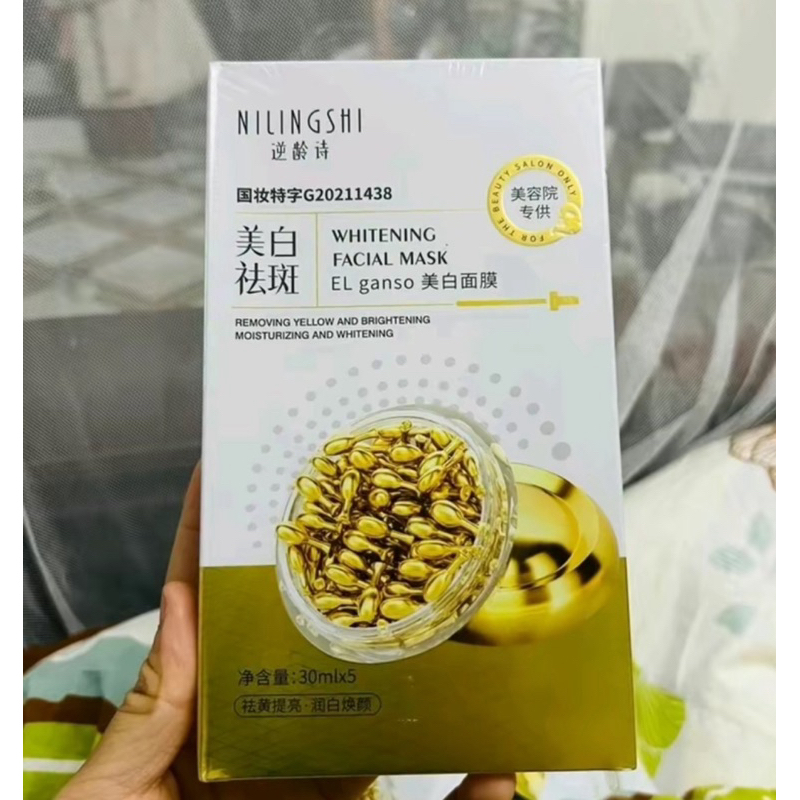 NILINGSHI
逆龄诗
国妆特字G20211438
FOR THE BEAUTY SALON ONLY
美容院
专供
美白
祛斑
WHITENING
FACIAL MASK
EL ganso 美白面膜
REMOVING YELLOW AND BRIGHTENING
MOISTURIZING AND WHITENING
净含量:30mlx5
祛黄提亮·润白焕颜